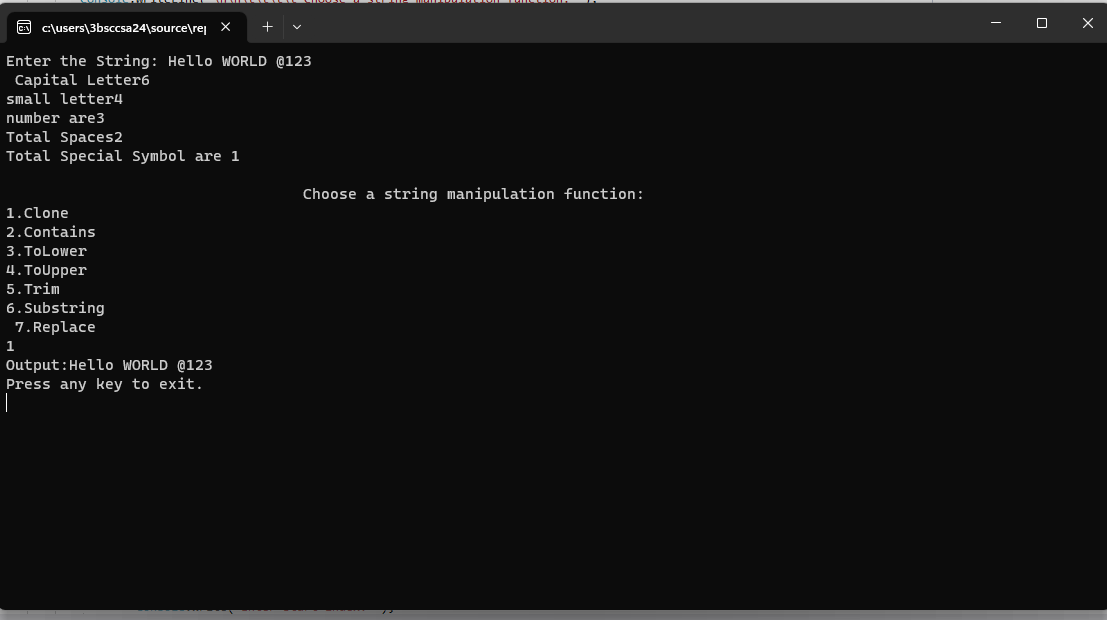 c:\users\3bsccsa24\source\rep
Enter the String: Hello WORLD @123
Capital Letter6
small letter4
number are3
Total Spaces2
Total Special Symbol are 1
Choose a string manipulation function:
1.Clone
2.Contains
3.ToLower
4.ToUpper
5.Trim
6.Substring
7.Replace
1
Output:Hello WORLD @123
Press any key to exit.